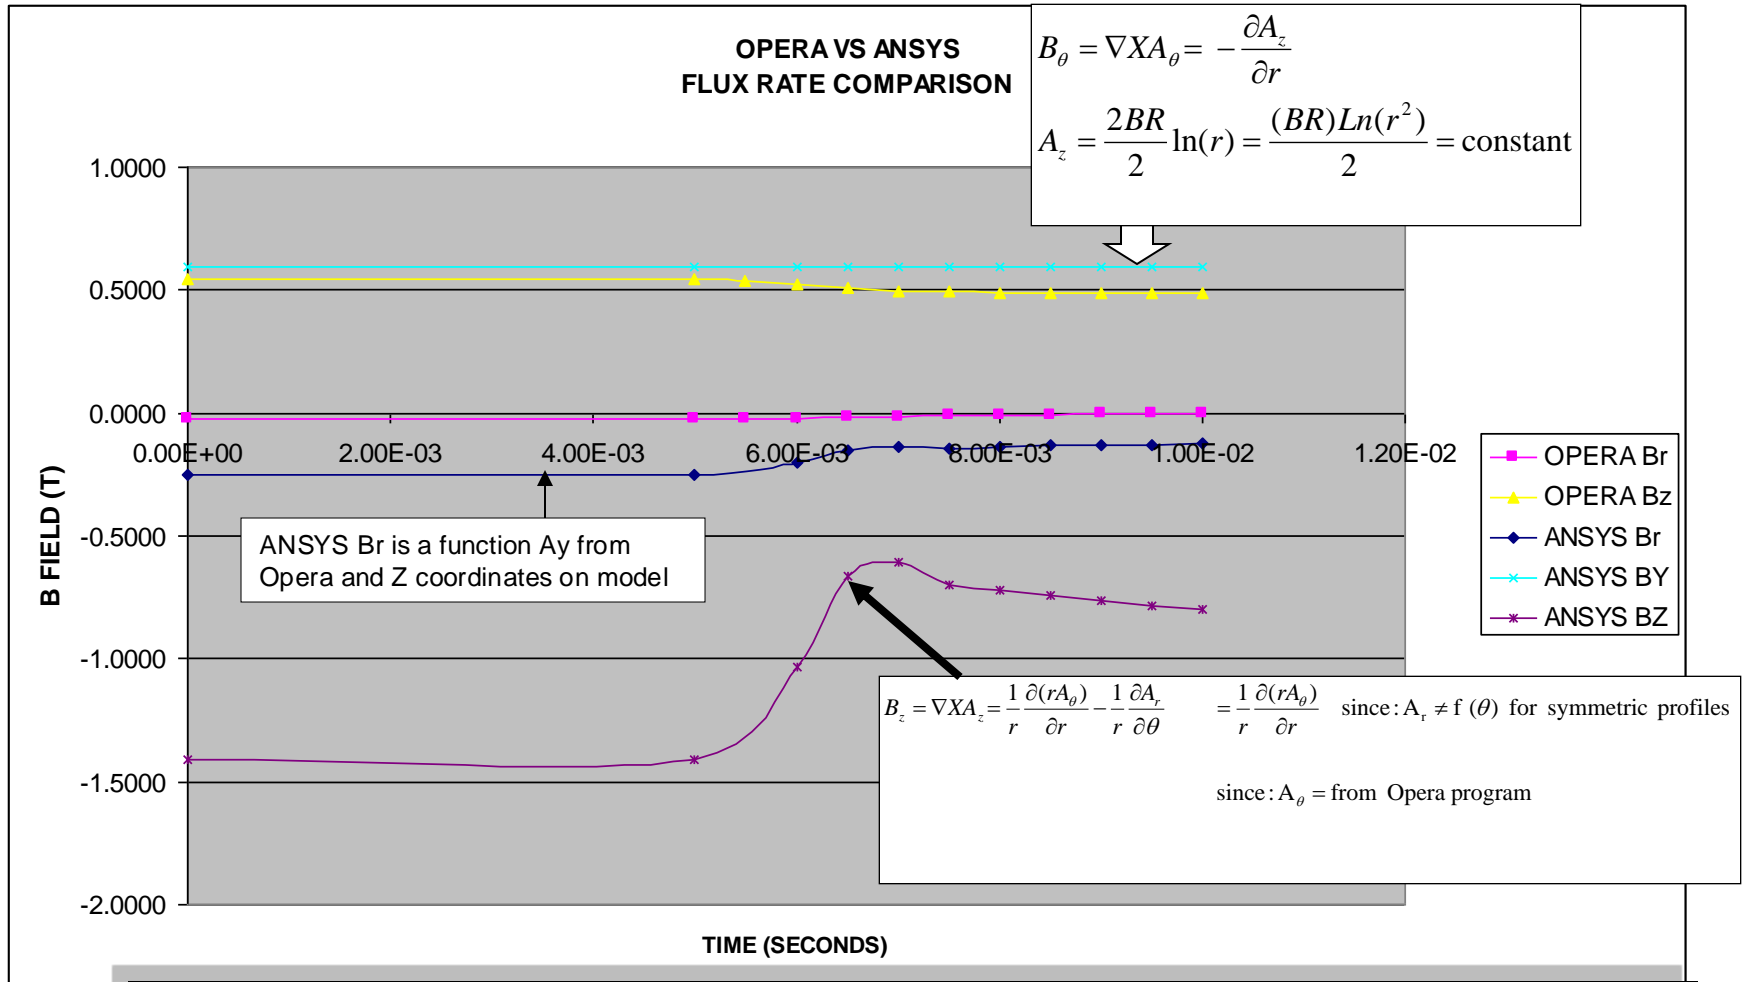 OPERA VS ANSYS
FLUX RATE COMPARISON
B_θ = ∇XA_θ = − ∂A_z/∂r
A_z = 2BR/2 ln(r) = (BR)Ln(r²)/2 = constant
1.0000
0.5000
0.0000
-0.5000
-1.0000
-1.5000
-2.0000
0.00E+00 2.00E-03 4.00E-03 6.00E-03 8.00E-03 1.00E-02 1.20E-02
B FIELD (T)
TIME (SECONDS)
ANSYS Br is a function Ay from
Opera and Z coordinates on model
OPERA Br
OPERA Bz
ANSYS Br
ANSYS BY
ANSYS BZ
B_z = ∇XA_z = 1/r ∂(rA_θ)/∂r − 1/r ∂A_r/∂θ = 1/r ∂(rA_θ)/∂r since: A_r ≠ f (θ) for symmetric profiles
since: A_θ = from Opera program